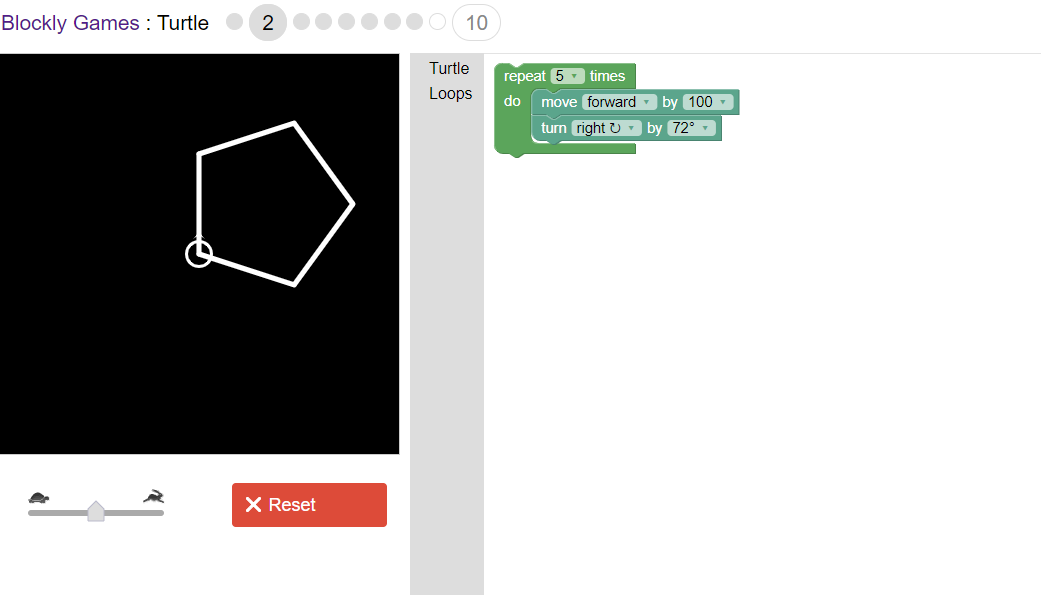 Blockly Games : Turtle 2 10
Turtle
Loops
repeat 5 times
do move forward by 100
turn right ↻ by 72°
Reset